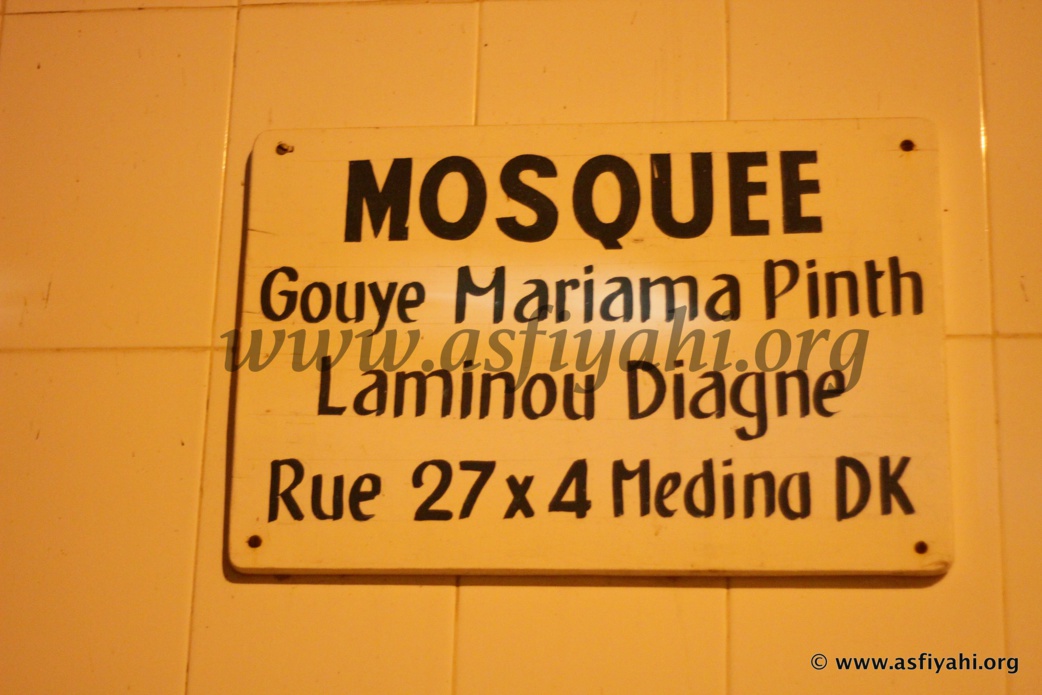 MOSQUEE
Gouye Mariama Pinth
www.asfiyahi.org
Laminou Diagne
Rue 27 x 4 Medina DK
© www.asfiyahi.org